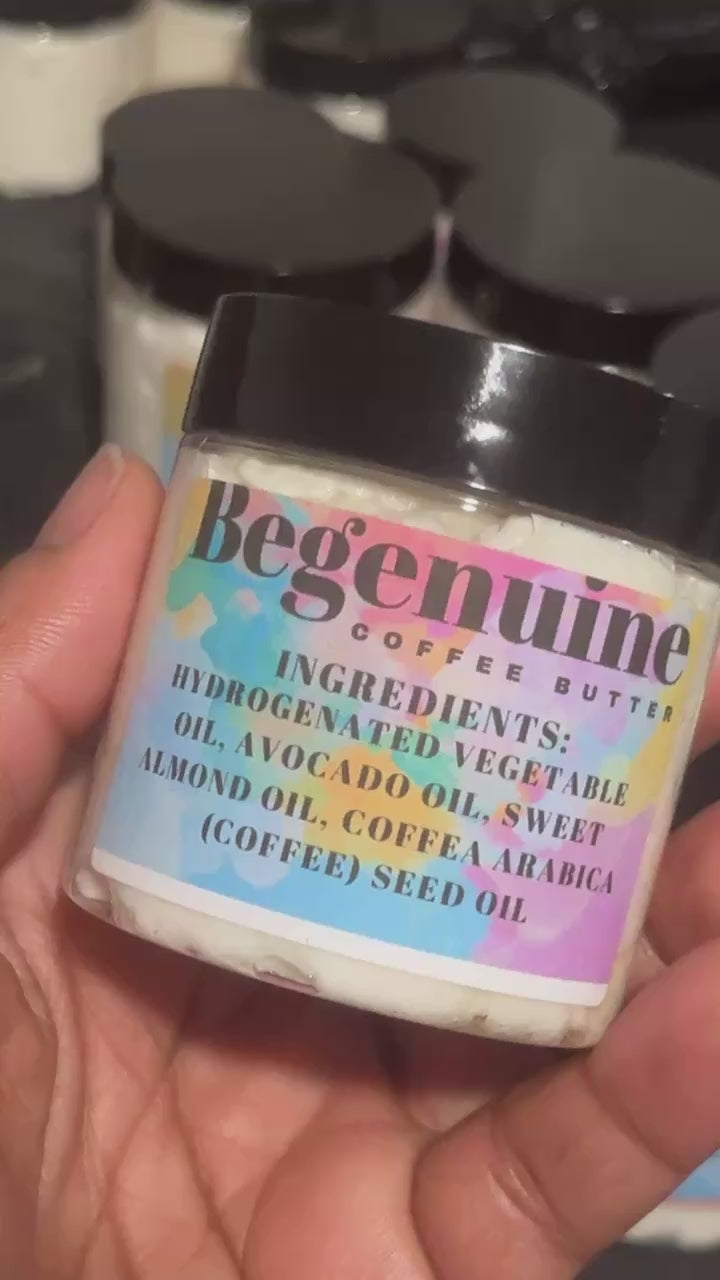 Begenuine
COFFEE BUTTER
INGREDIENTS:
HYDROGENATED VEGETABLE
OIL, AVOCADO OIL, SWEET
ALMOND OIL, COFFEA ARABICA
(COFFEE) SEED OIL